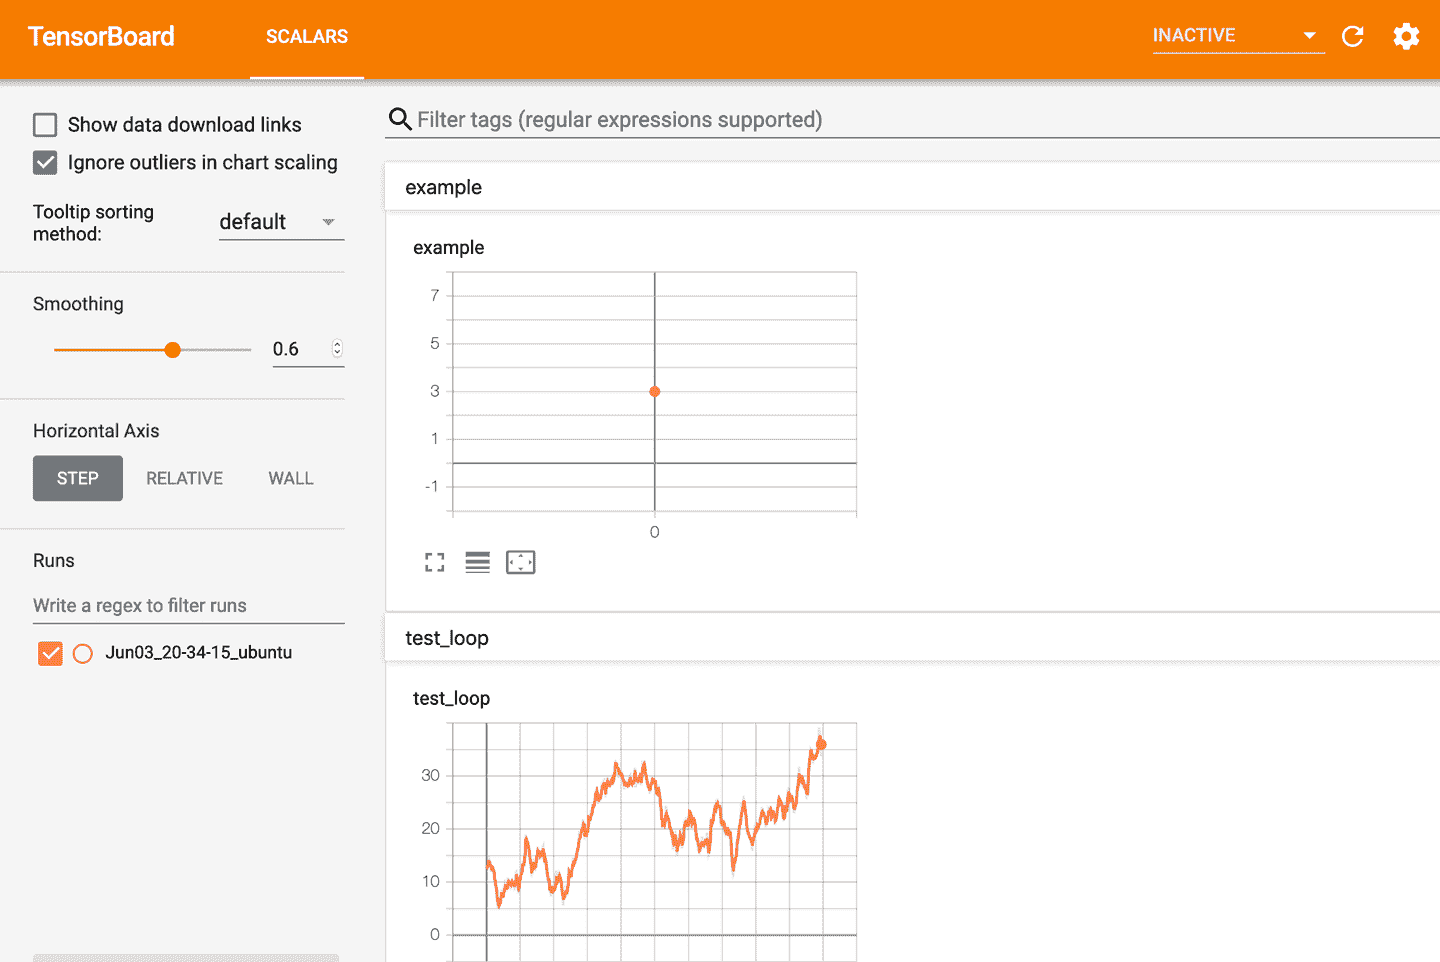 TensorBoard
SCALARS
INACTIVE
Show data download links
Ignore outliers in chart scaling
Tooltip sorting
method:
default
Smoothing
0.6
Horizontal Axis
STEP RELATIVE WALL
Runs
Write a regex to filter runs
Jun03_20-34-15_ubuntu
Filter tags (regular expressions supported)
example
example
7
5
3
1
-1
0
test_loop
test_loop
30
20
10
0